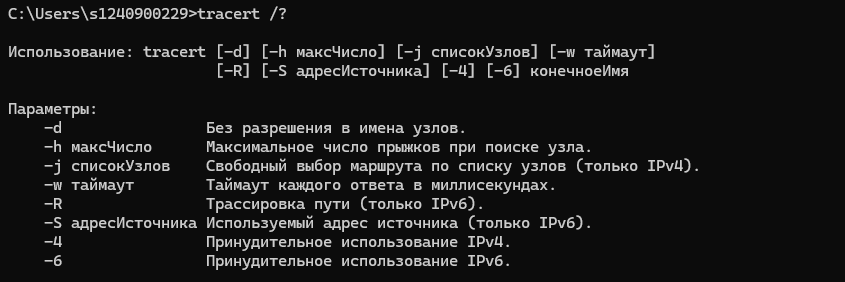 C:\Users\s1240900229>tracert /?
Использование: tracert [-d] [-h максЧисло] [-j списокУзлов] [-w таймаут]
[-R] [-S адресИсточника] [-4] [-6] конечноеИмя
Параметры:
-d Без разрешения в имена узлов.
-h максЧисло Максимальное число прыжков при поиске узла.
-j списокУзлов Свободный выбор маршрута по списку узлов (только IPv4).
-w таймаут Таймаут каждого ответа в миллисекундах.
-R Трассировка пути (только IPv6).
-S адресИсточника Используемый адрес источника (только IPv6).
-4 Принудительное использование IPv4.
-6 Принудительное использование IPv6.